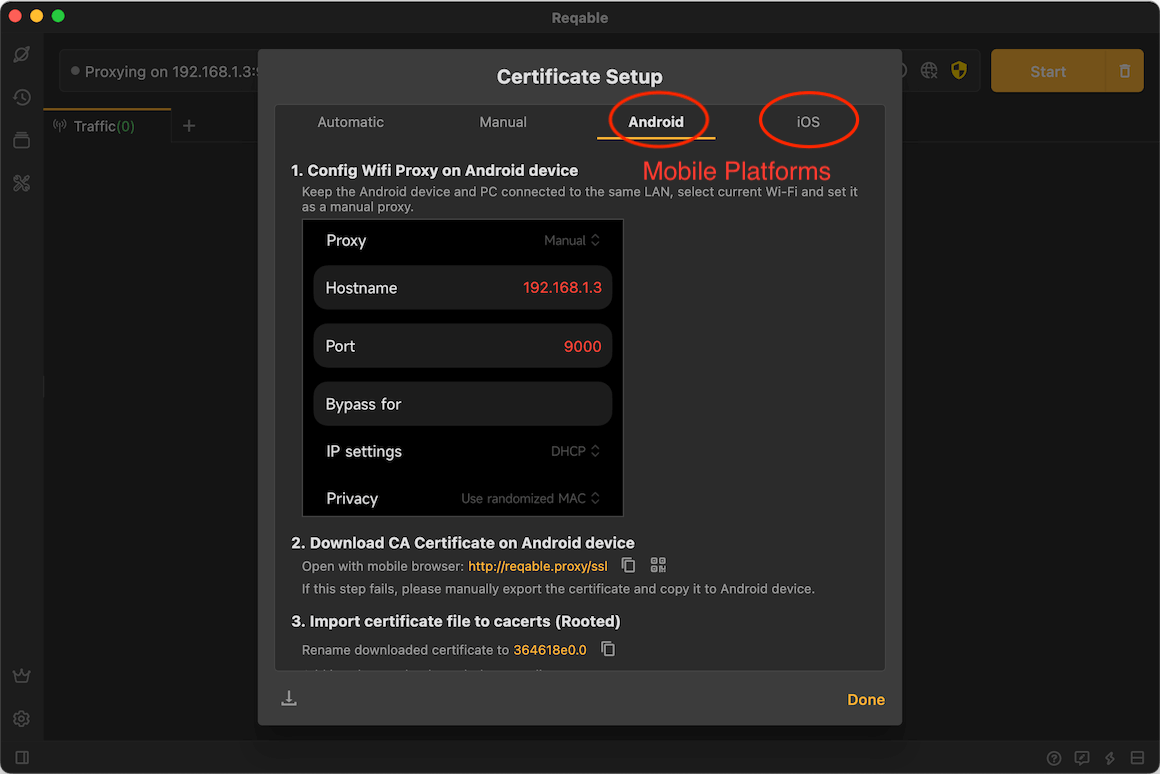 Reqable
Proxying on 192.168.1.3:
Start
Certificate Setup
Traffic(0)
Automatic
Manual
Android
iOS
Mobile Platforms
1. Config Wifi Proxy on Android device
Keep the Android device and PC connected to the same LAN, select current Wi-Fi and set it
as a manual proxy.
Proxy Manual
Hostname 192.168.1.3
Port 9000
Bypass for
IP settings DHCP
Privacy Use randomized MAC
2. Download CA Certificate on Android device
Open with mobile browser: http://reqable.proxy/ssl
If this step fails, please manually export the certificate and copy it to Android device.
3. Import certificate file to cacerts (Rooted)
Rename downloaded certificate to 364618e0.0
Done